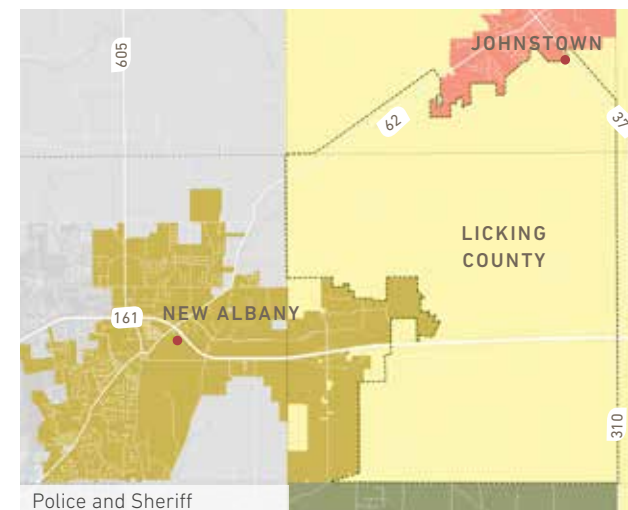 JOHNSTOWN
605
62
37
LICKING
COUNTY
NEW ALBANY
161
310
Police and Sheriff